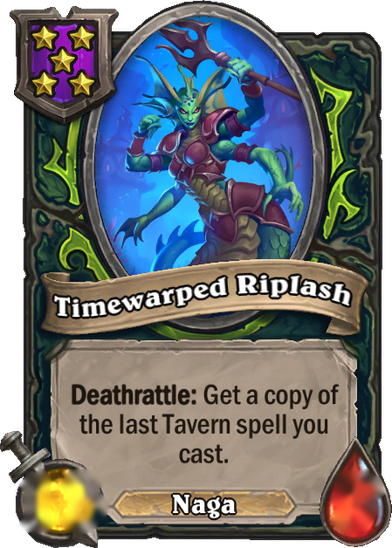 Timewarped Riplash
Deathrattle: Get a copy of
the last Tavern spell you
cast.
Naga